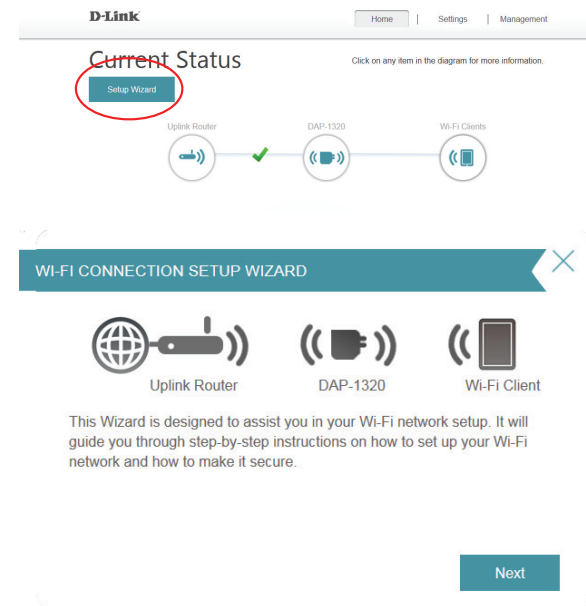 D-Link
Home | Settings | Management
Current Status
Click on any item in the diagram for more information.
Setup Wizard
Uplink Router DAP-1320 Wi-Fi Clients
WI-FI CONNECTION SETUP WIZARD
Uplink Router DAP-1320 Wi-Fi Client
This Wizard is designed to assist you in your Wi-Fi network setup. It will
guide you through step-by-step instructions on how to set up your Wi-Fi
network and how to make it secure.
Next